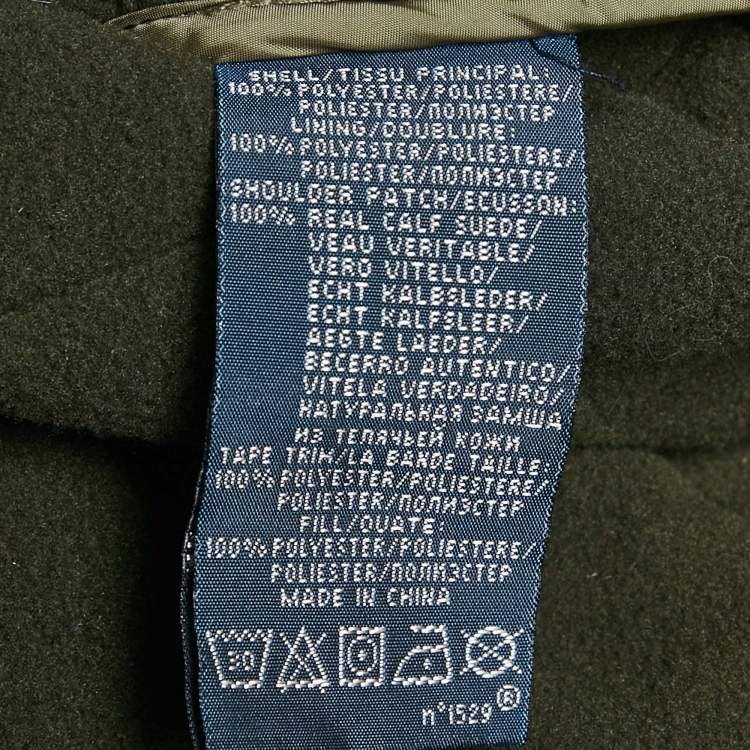 SHELL/TISSU PRINCIPAL:
100% POLYESTER/POLIESTERE/
POLIESTER/ПОЛИЭСТЕР
LINING/DOUBLURE:
100% POLYESTER/POLIESTERE/
POLIESTER/ПОЛИЭСТЕР
SHOULDER PATCH/ECUSSON:
100% REAL CALF SUEDE/
VEAU VERITABLE/
VERO VITELLO/
ECHT KALBSLEDER/
ECHT KALFSLEER/
AEGTE LAEDER/
BECERRO AUTENTICO/
VITELA VERDADEIRO/
НАТУРАЛЬНАЯ ЗАМША
ИЗ ТЕЛЯЧЬЕЙ КОЖИ
TAPE TRIM/LA BANDE TAILLE:
100% POLYESTER/POLIESTERE/
POLIESTER/ПОЛИЭСТЕР
FILL/OUATE:
100% POLYESTER/POLIESTERE/
POLIESTER/ПОЛИЭСТЕР
MADE IN CHINA
30
n°1529 ®